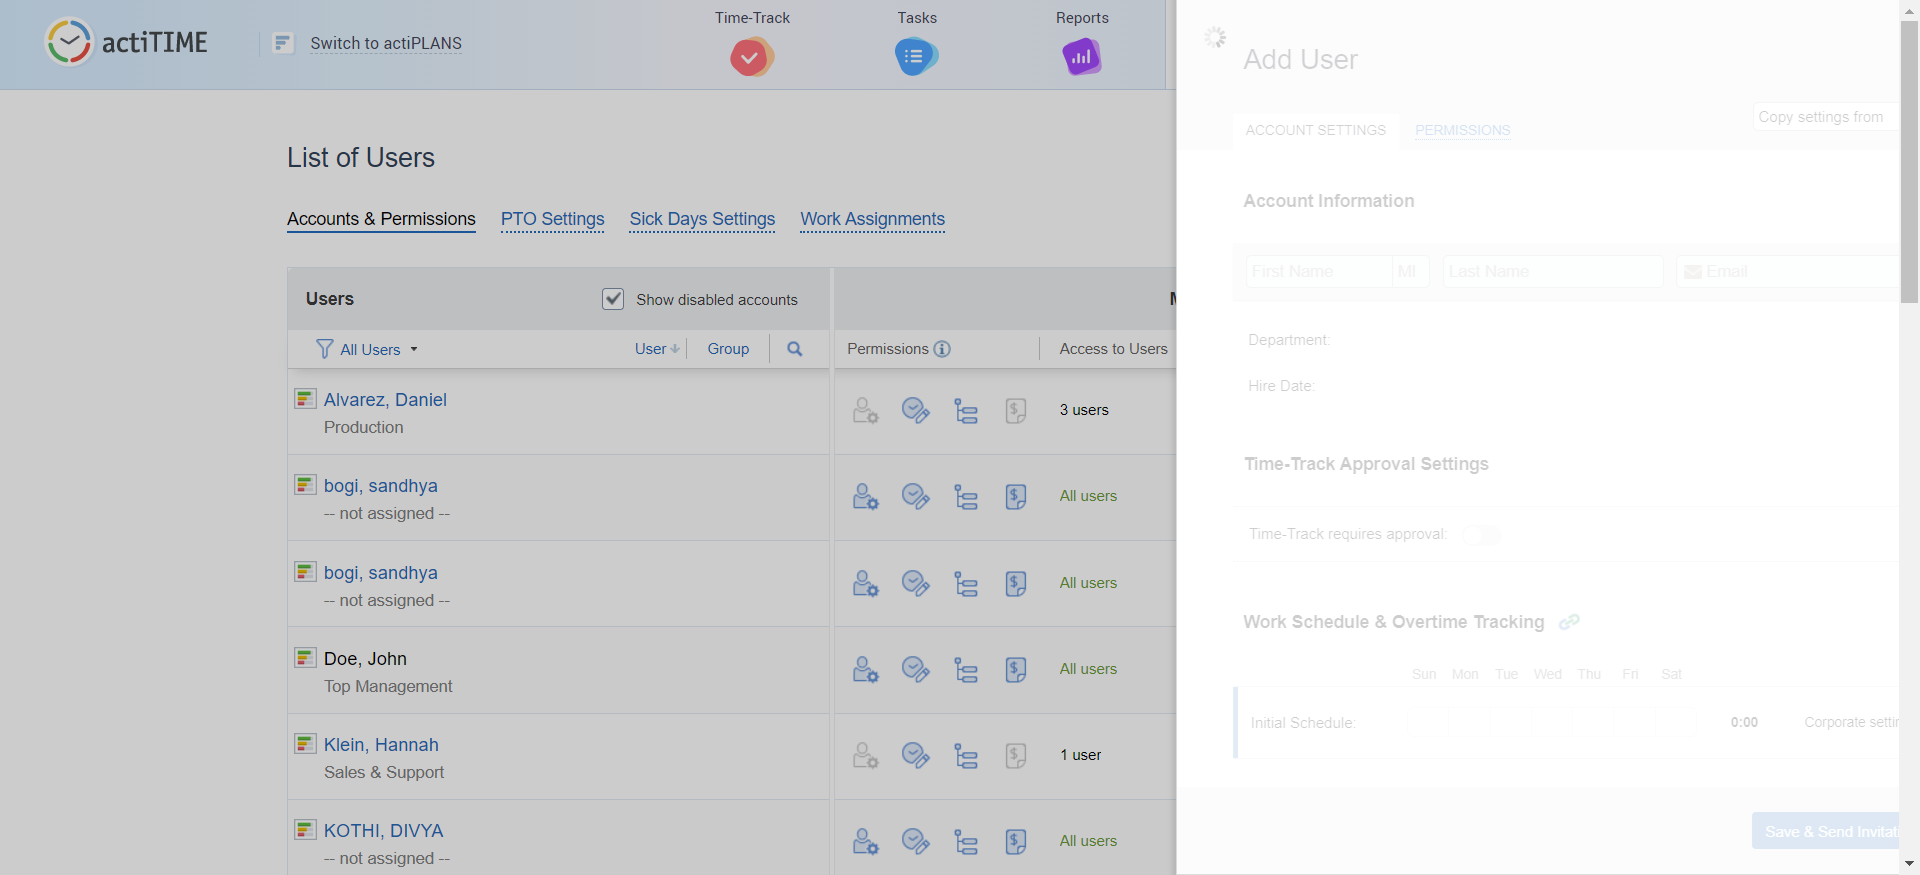 actiTIME
Switch to actiPLANS
Time-Track
Tasks
Reports
List of Users
Accounts & Permissions
PTO Settings
Sick Days Settings
Work Assignments
Users
Show disabled accounts
All Users
User
Group
Permissions
Access to Users
Alvarez, Daniel
Production
3 users
bogi, sandhya
-- not assigned --
All users
bogi, sandhya
-- not assigned --
All users
Doe, John
Top Management
All users
Klein, Hannah
Sales & Support
1 user
KOTHI, DIVYA
-- not assigned --
All users
Add User
Copy settings from
ACCOUNT SETTINGS
PERMISSIONS
Account Information
First Name
MI
Last Name
Email
Department:
Hire Date:
Time-Track Approval Settings
Time-Track requires approval:
Work Schedule & Overtime Tracking
Sun Mon Tue Wed Thu Fri Sat
Initial Schedule:
0:00
Corporate
Save & Send